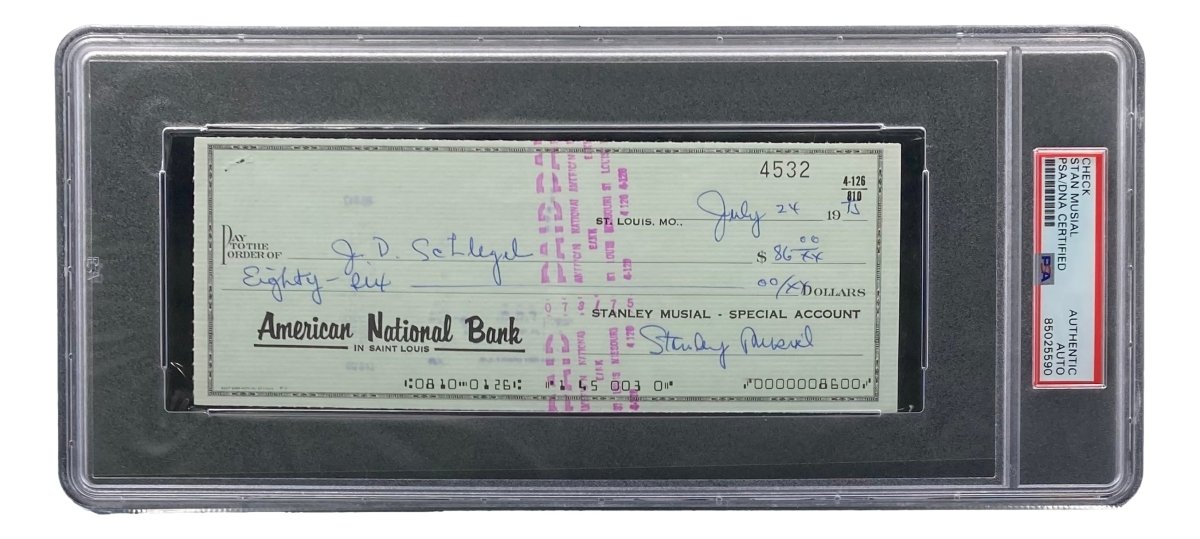 4532
4-126
810
ST. LOUIS, MO., July 24 19 75
PAY TO THE ORDER OF J. D. Schlegel $ 86 00/XX
Eighty-six 00/XX DOLLARS
STANLEY MUSIAL - SPECIAL ACCOUNT
American National Bank
IN SAINT LOUIS
Stanley Musial
⑆0810⑉0126⑆ ⑈145 003 0⑈ ⑇0000008600⑇
PAID
CHECK
STAN MUSIAL
PSA/DNA CERTIFIED
PSA
AUTHENTIC
AUTO
85025590